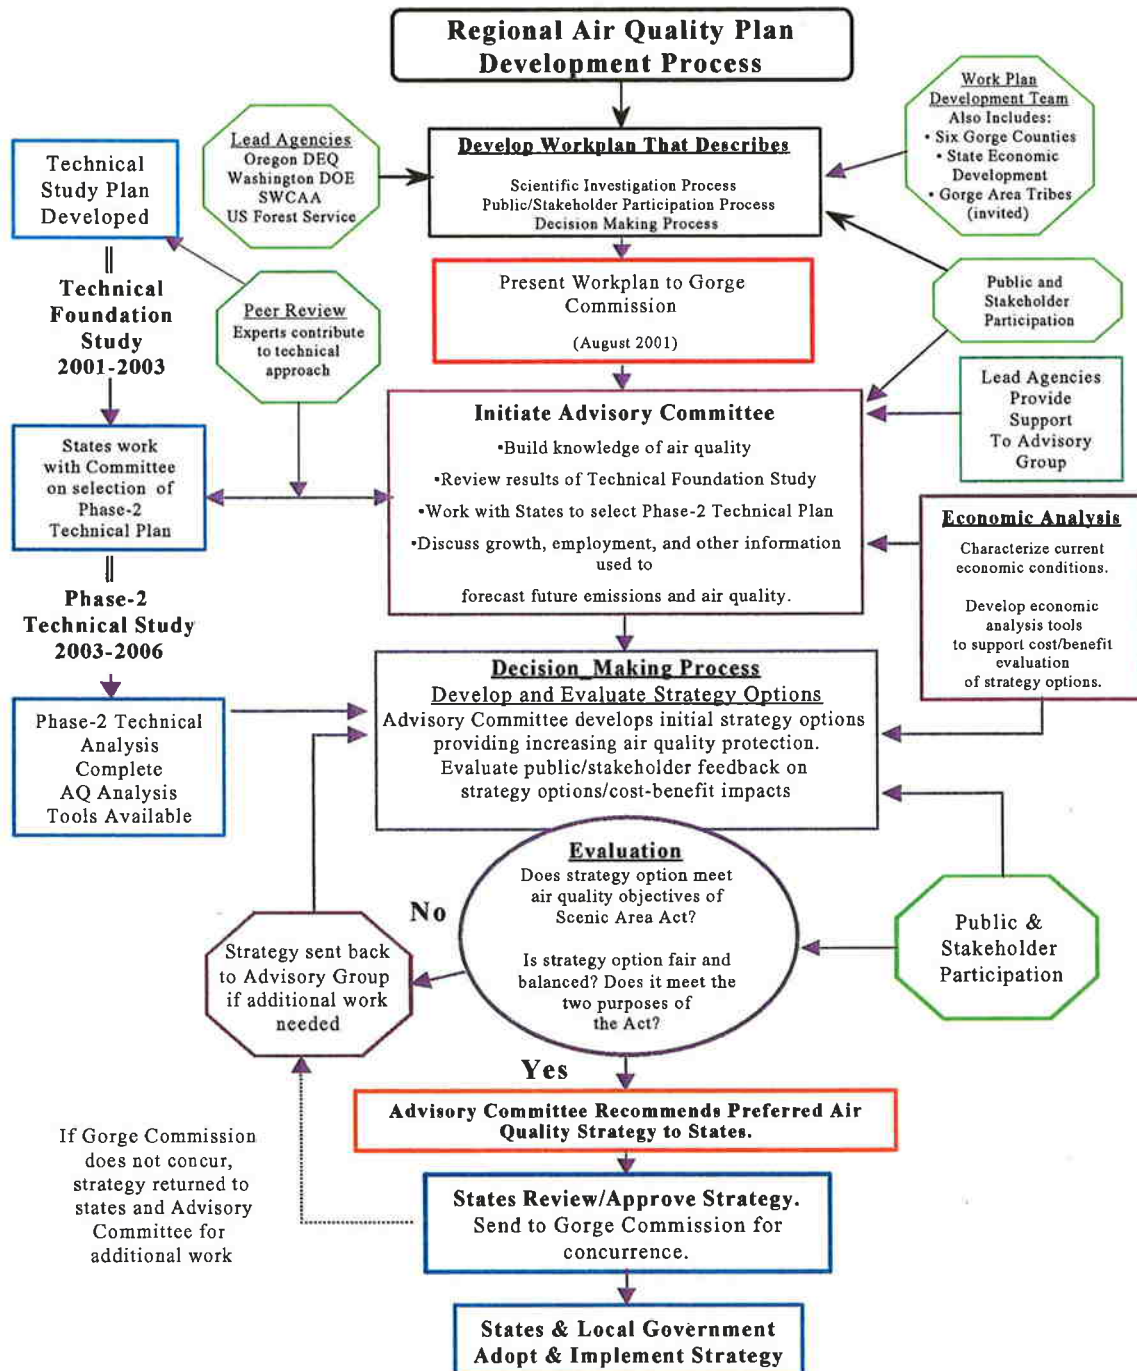 Regional Air Quality Plan
Development Process
Lead Agencies
Oregon DEQ
Washington DOE
SWCAA
US Forest Service
Develop Workplan That Describes
Scientific Investigation Process
Public/Stakeholder Participation Process
Decision Making Process
Work Plan
Development Team
Also Includes:
• Six Gorge Counties
• State Economic
Development
• Gorge Area Tribes
(invited)
Technical
Study Plan
Developed
Technical
Foundation
Study
2001-2003
Peer Review
Experts contribute
to technical
approach
Present Workplan to Gorge
Commission
(August 2001)
Public and
Stakeholder
Participation
Lead Agencies
Provide
Support
To Advisory
Group
Initiate Advisory Committee
•Build knowledge of air quality
•Review results of Technical Foundation Study
•Work with States to select Phase-2 Technical Plan
•Discuss growth, employment, and other information
used to
forecast future emissions and air quality.
States work
with Committee
on selection of
Phase-2
Technical Plan
Economic Analysis
Characterize current
economic conditions.
Develop economic
analysis tools
to support cost/benefit
evaluation
of strategy options.
Phase-2
Technical Study
2003-2006
Phase-2 Technical
Analysis
Complete
AQ Analysis
Tools Available
Decision_Making Process
Develop and Evaluate Strategy Options
Advisory Committee develops initial strategy options
providing increasing air quality protection.
Evaluate public/stakeholder feedback on
strategy options/cost-benefit impacts
Evaluation
Does strategy option meet
air quality objectives of
Scenic Area Act?
Is strategy option fair and
balanced? Does it meet the
two purposes of
the Act?
No
Strategy sent back
to Advisory Group
if additional work
needed
Public &
Stakeholder
Participation
Yes
Advisory Committee Recommends Preferred Air
Quality Strategy to States.
If Gorge Commission
does not concur,
strategy returned to
states and Advisory
Committee for
additional work
States Review/Approve Strategy.
Send to Gorge Commission for
concurrence.
States & Local Government
Adopt & Implement Strategy